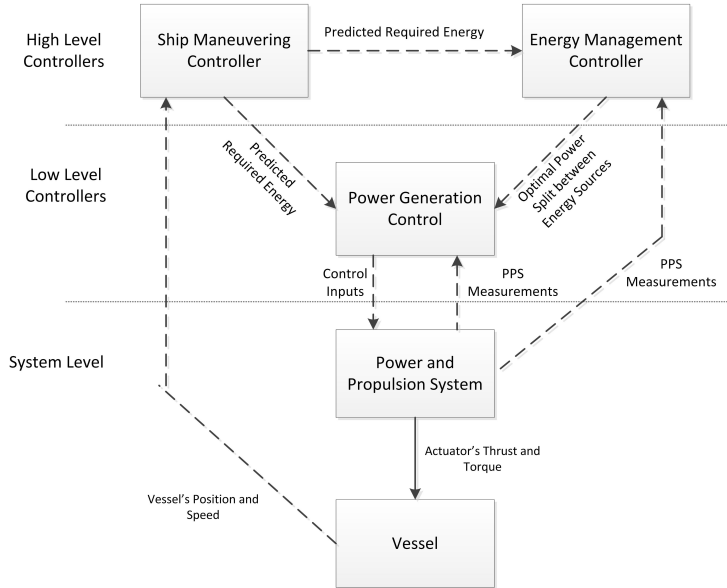 Predicted Required Energy
High Level
Controllers
Ship Maneuvering
Controller
Energy Management
Controller
Predicted
Required Energy
Optimal Power
Split between
Energy Sources
Low Level
Controllers
Power Generation
Control
Control
Inputs
PPS
Measurements
PPS
Measurements
System Level
Power and
Propulsion System
Actuator's Thrust and
Torque
Vessel's Position and
Speed
Vessel